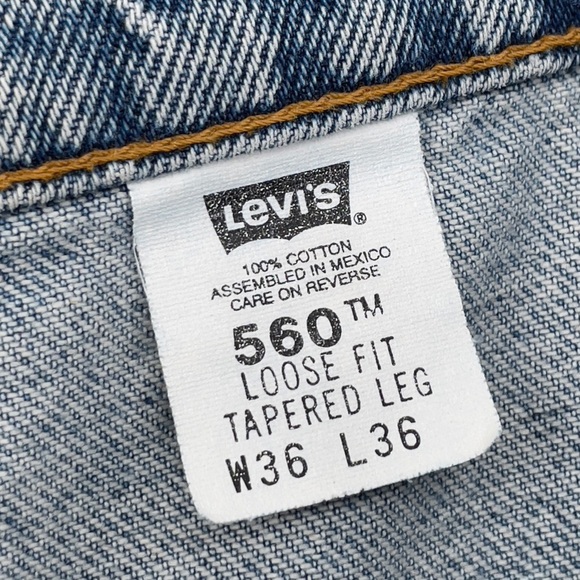 Levi's®
100% COTTON
ASSEMBLED IN MEXICO
CARE ON REVERSE
560™
LOOSE FIT
TAPERED LEG
W36 L36